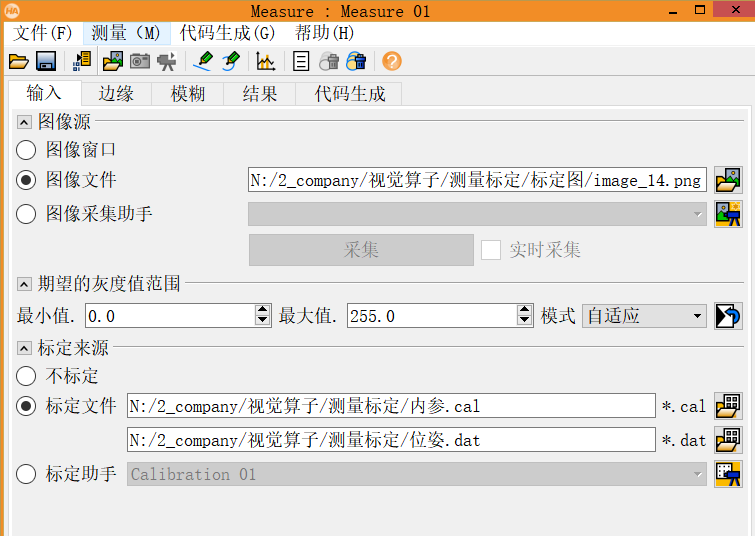 HA Measure : Measure 01
文件(F) 测量 (M) 代码生成(G) 帮助(H)
输入 边缘 模糊 结果 代码生成
图像源
图像窗口
图像文件 N:/2_company/视觉算子/测量标定/标定图/image_14.png
图像采集助手
采集 实时采集
期望的灰度值范围
最小值. 0.0 最大值. 255.0 模式 自适应
标定来源
不标定
标定文件 N:/2_company/视觉算子/测量标定/内参.cal *.cal
N:/2_company/视觉算子/测量标定/位姿.dat *.dat
标定助手 Calibration 01